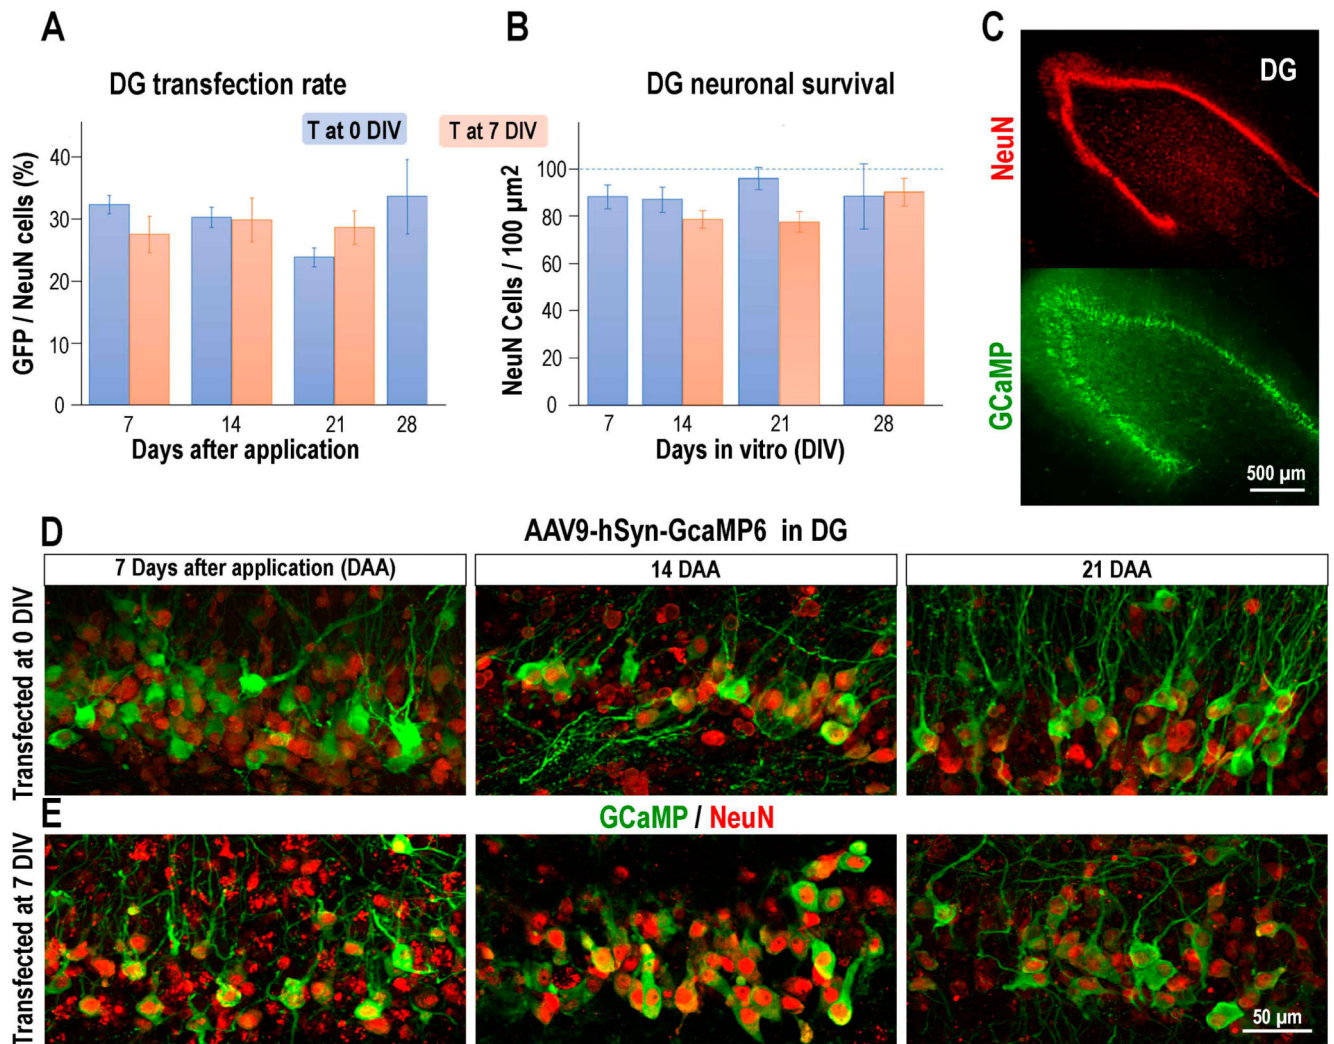 A
DG transfection rate
T at 0 DIV
T at 7 DIV
GFP / NeuN cells (%)
40
30
20
10
0
7
14
21
28
Days after application
B
DG neuronal survival
NeuN Cells / 100 µm2
100
80
60
40
20
0
7
14
21
28
Days in vitro (DIV)
C
DG
NeuN
GCaMP
500 µm
D
AAV9-hSyn-GcaMP6 in DG
7 Days after application (DAA)
14 DAA
21 DAA
Transfected at 0 DIV
E
GCaMP / NeuN
Transfected at 7 DIV
50 µm